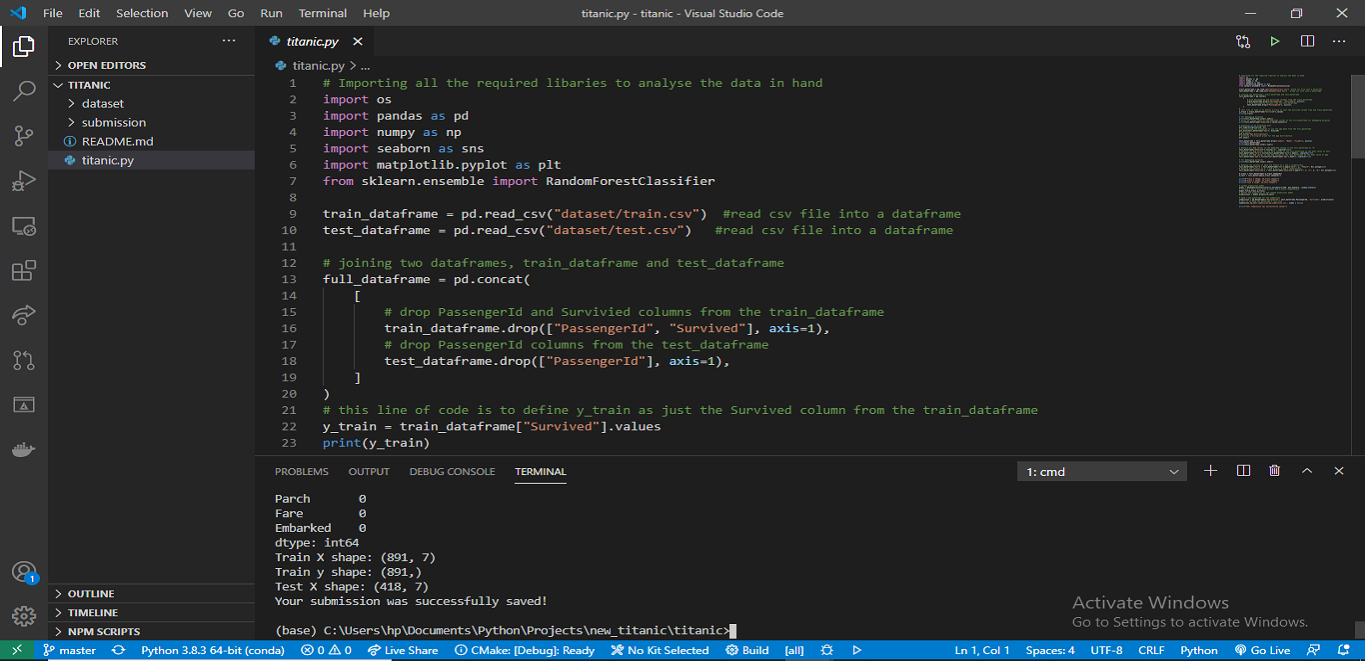 File Edit Selection View Go Run Terminal Help titanic.py - titanic - Visual Studio Code
EXPLORER
OPEN EDITORS
TITANIC
dataset
submission
README.md
titanic.py
OUTLINE
TIMELINE
NPM SCRIPTS
1
titanic.py
titanic.py > ...
1 # Importing all the required libaries to analyse the data in hand
2 import os
3 import pandas as pd
4 import numpy as np
5 import seaborn as sns
6 import matplotlib.pyplot as plt
7 from sklearn.ensemble import RandomForestClassifier
8
9 train_dataframe = pd.read_csv("dataset/train.csv")  #read csv file into a dataframe
10 test_dataframe = pd.read_csv("dataset/test.csv")   #read csv file into a dataframe
11
12 # joining two dataframes, train_dataframe and test_dataframe
13 full_dataframe = pd.concat(
14     [
15         # drop PassengerId and Survivied columns from the train_dataframe
16         train_dataframe.drop(["PassengerId", "Survived"], axis=1),
17         # drop PassengerId columns from the test_dataframe
18         test_dataframe.drop(["PassengerId"], axis=1),
19     ]
20 )
21 # this line of code is to define y_train as just the Survived column from the train_dataframe
22 y_train = train_dataframe["Survived"].values
23 print(y_train)
PROBLEMS OUTPUT DEBUG CONSOLE TERMINAL 1: cmd
Parch       0
Fare        0
Embarked    0
dtype: int64
Train X shape: (891, 7)
Train y shape: (891,)
Test X shape: (418, 7)
Your submission was successfully saved!
(base) C:\Users\hp\Documents\Python\Projects\new_titanic\titanic>
Activate Windows
Go to Settings to activate Windows.
master Python 3.8.3 64-bit (conda) 0 0 Live Share CMake: [Debug]: Ready No Kit Selected Build [all] Ln 1, Col 1 Spaces: 4 UTF-8 CRLF Python Go Live